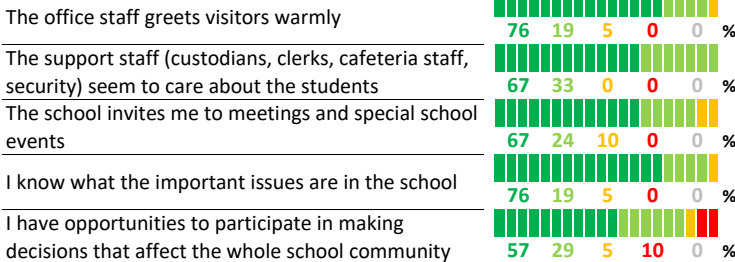 The office staff greets visitors warmly
76 19 5 0 0 %
The support staff (custodians, clerks, cafeteria staff,
security) seem to care about the students
67 33 0 0 0 %
The school invites me to meetings and special school
events
67 24 10 0 0 %
I know what the important issues are in the school
76 19 5 0 0 %
I have opportunities to participate in making
decisions that affect the whole school community
57 29 5 10 0 %